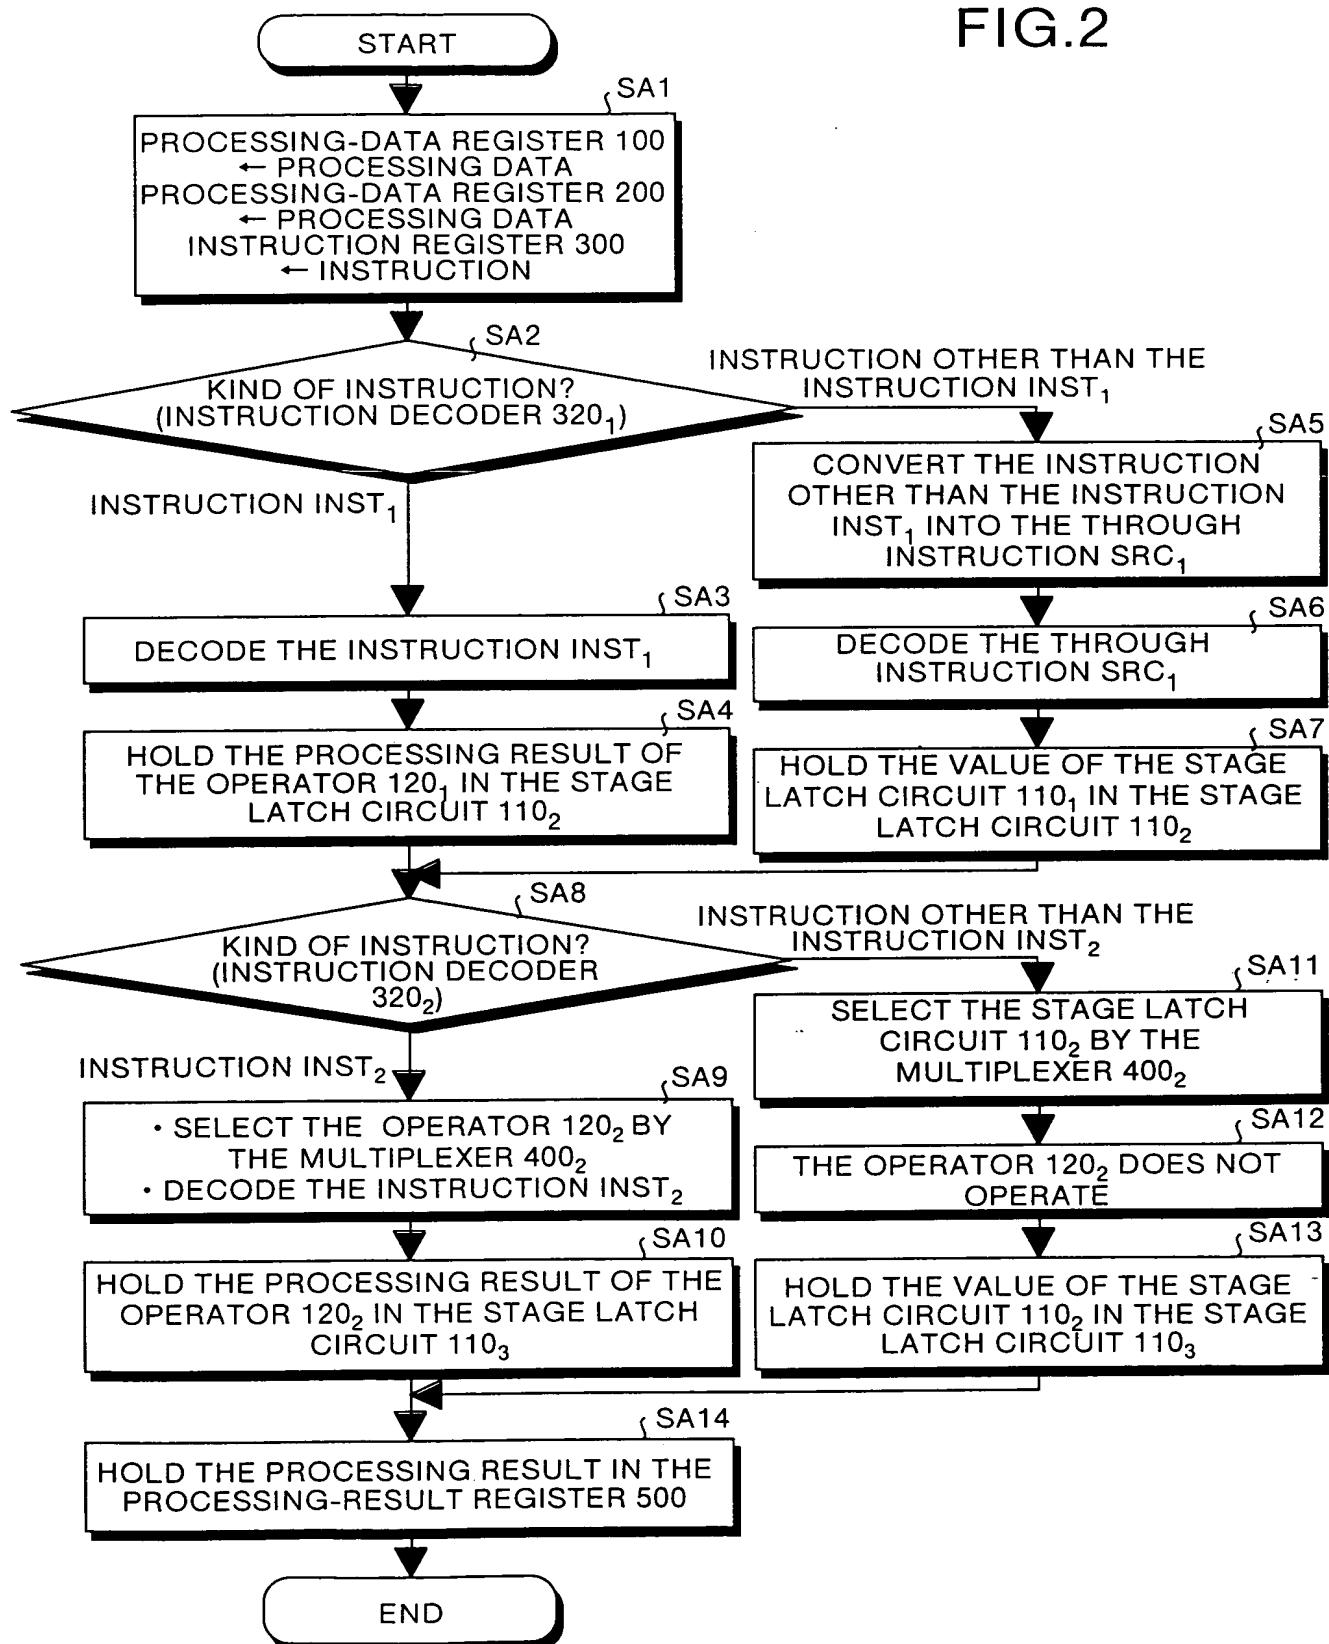 FIG.2
START
SA1
PROCESSING-DATA REGISTER 100
← PROCESSING DATA
PROCESSING-DATA REGISTER 200
← PROCESSING DATA
INSTRUCTION REGISTER 300
← INSTRUCTION
SA2
KIND OF INSTRUCTION?
(INSTRUCTION DECODER 320₁)
INSTRUCTION OTHER THAN THE
INSTRUCTION INST₁
INSTRUCTION INST₁
SA5
CONVERT THE INSTRUCTION
OTHER THAN THE INSTRUCTION
INST₁ INTO THE THROUGH
INSTRUCTION SRC₁
SA3
DECODE THE INSTRUCTION INST₁
SA6
DECODE THE THROUGH
INSTRUCTION SRC₁
SA4
HOLD THE PROCESSING RESULT OF
THE OPERATOR 120₁ IN THE STAGE
LATCH CIRCUIT 110₂
SA7
HOLD THE VALUE OF THE STAGE
LATCH CIRCUIT 110₁ IN THE STAGE
LATCH CIRCUIT 110₂
SA8
KIND OF INSTRUCTION?
(INSTRUCTION DECODER
320₂)
INSTRUCTION OTHER THAN THE
INSTRUCTION INST₂
INSTRUCTION INST₂
SA11
SELECT THE STAGE LATCH
CIRCUIT 110₂ BY THE
MULTIPLEXER 400₂
SA9
・SELECT THE OPERATOR 120₂ BY
THE MULTIPLEXER 400₂
・DECODE THE INSTRUCTION INST₂
SA12
THE OPERATOR 120₂ DOES NOT
OPERATE
SA10
HOLD THE PROCESSING RESULT OF THE
OPERATOR 120₂ IN THE STAGE LATCH
CIRCUIT 110₃
SA13
HOLD THE VALUE OF THE STAGE
LATCH CIRCUIT 110₂ IN THE STAGE
LATCH CIRCUIT 110₃
SA14
HOLD THE PROCESSING RESULT IN THE
PROCESSING-RESULT REGISTER 500
END